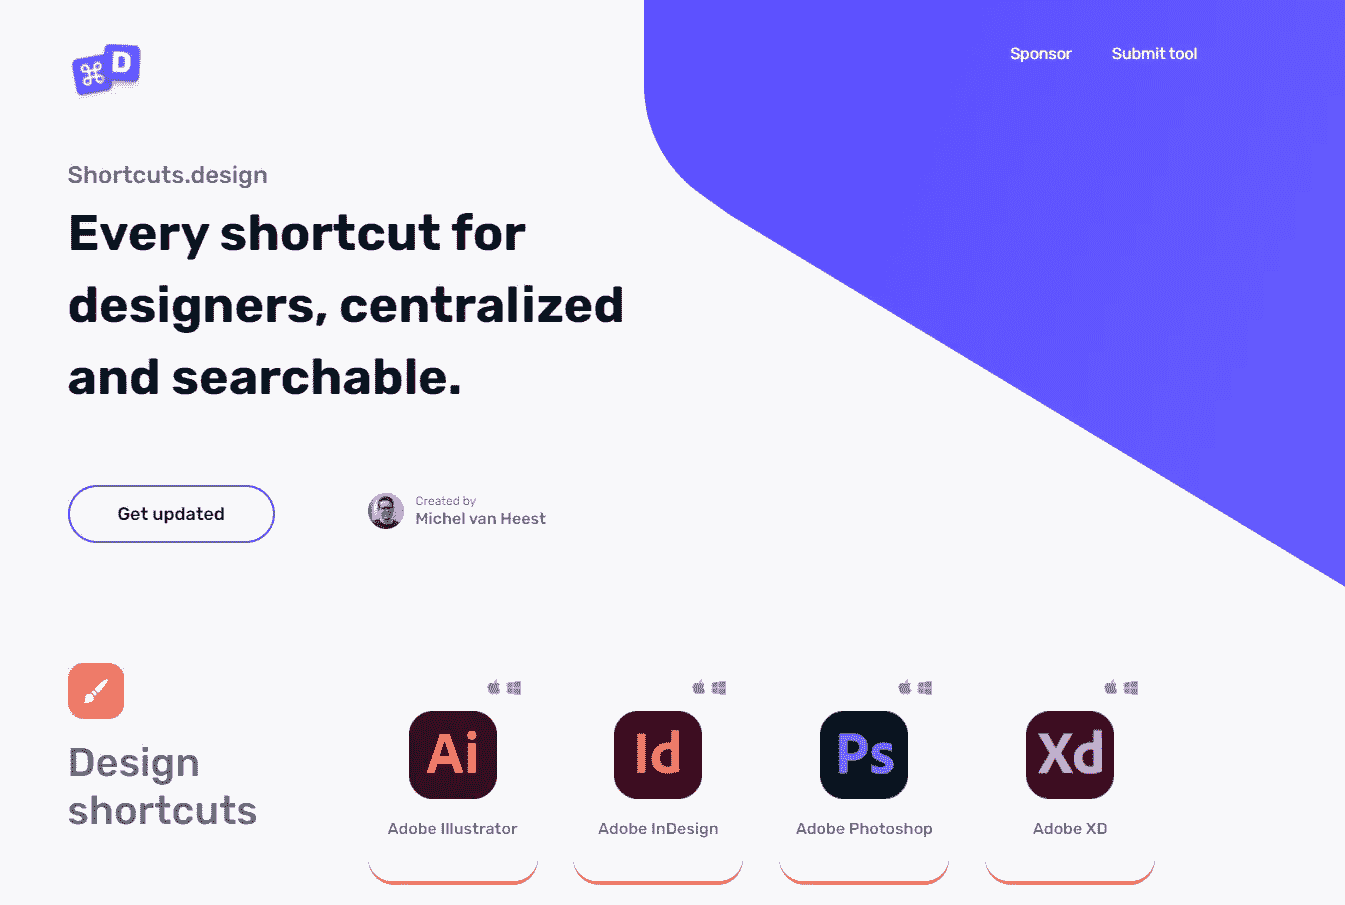 D
Sponsor
Submit tool
Shortcuts.design
Every shortcut for
designers, centralized
and searchable.
Get updated
Created by
Michel van Heest
Design
shortcuts
Ai
Adobe Illustrator
Id
Adobe InDesign
Ps
Adobe Photoshop
Xd
Adobe XD